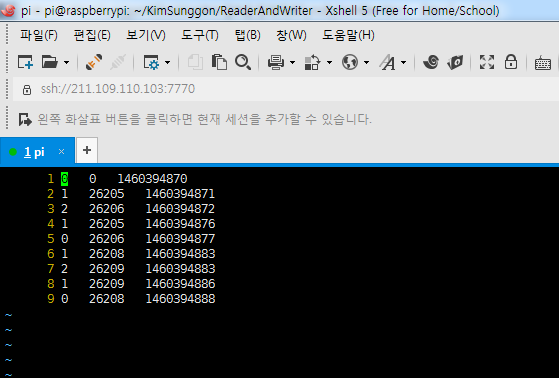 pi - pi@raspberrypi: ~/KimSunggon/ReaderAndWriter - Xshell 5 (Free for Home/School)
파일(F) 편집(E) 보기(V) 도구(T) 탭(B) 창(W) 도움말(H)
ssh://211.109.110.103:7770
왼쪽 화살표 버튼을 클릭하면 현재 세션을 추가할 수 있습니다.
1 pi × +
1 0 0 1460394870
2 1 26205 1460394871
3 2 26206 1460394872
4 1 26205 1460394876
5 0 26206 1460394877
6 1 26208 1460394883
7 2 26209 1460394883
8 1 26209 1460394886
9 0 26208 1460394888
~
~
~
~
~